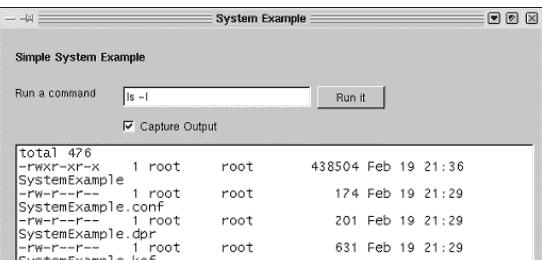 System Example
Simple System Example
Run a command
ls -l
Run it
Capture Output
total 476
-rwxr-xr-x 1 root root 438504 Feb 19 21:36
SystemExample
-rw-r--r-- 1 root root 174 Feb 19 21:29
SystemExample.conf
-rw-r--r-- 1 root root 201 Feb 19 21:29
SystemExample.dpr
-rw-r--r-- 1 root root 631 Feb 19 21:29
SystemExample.kof